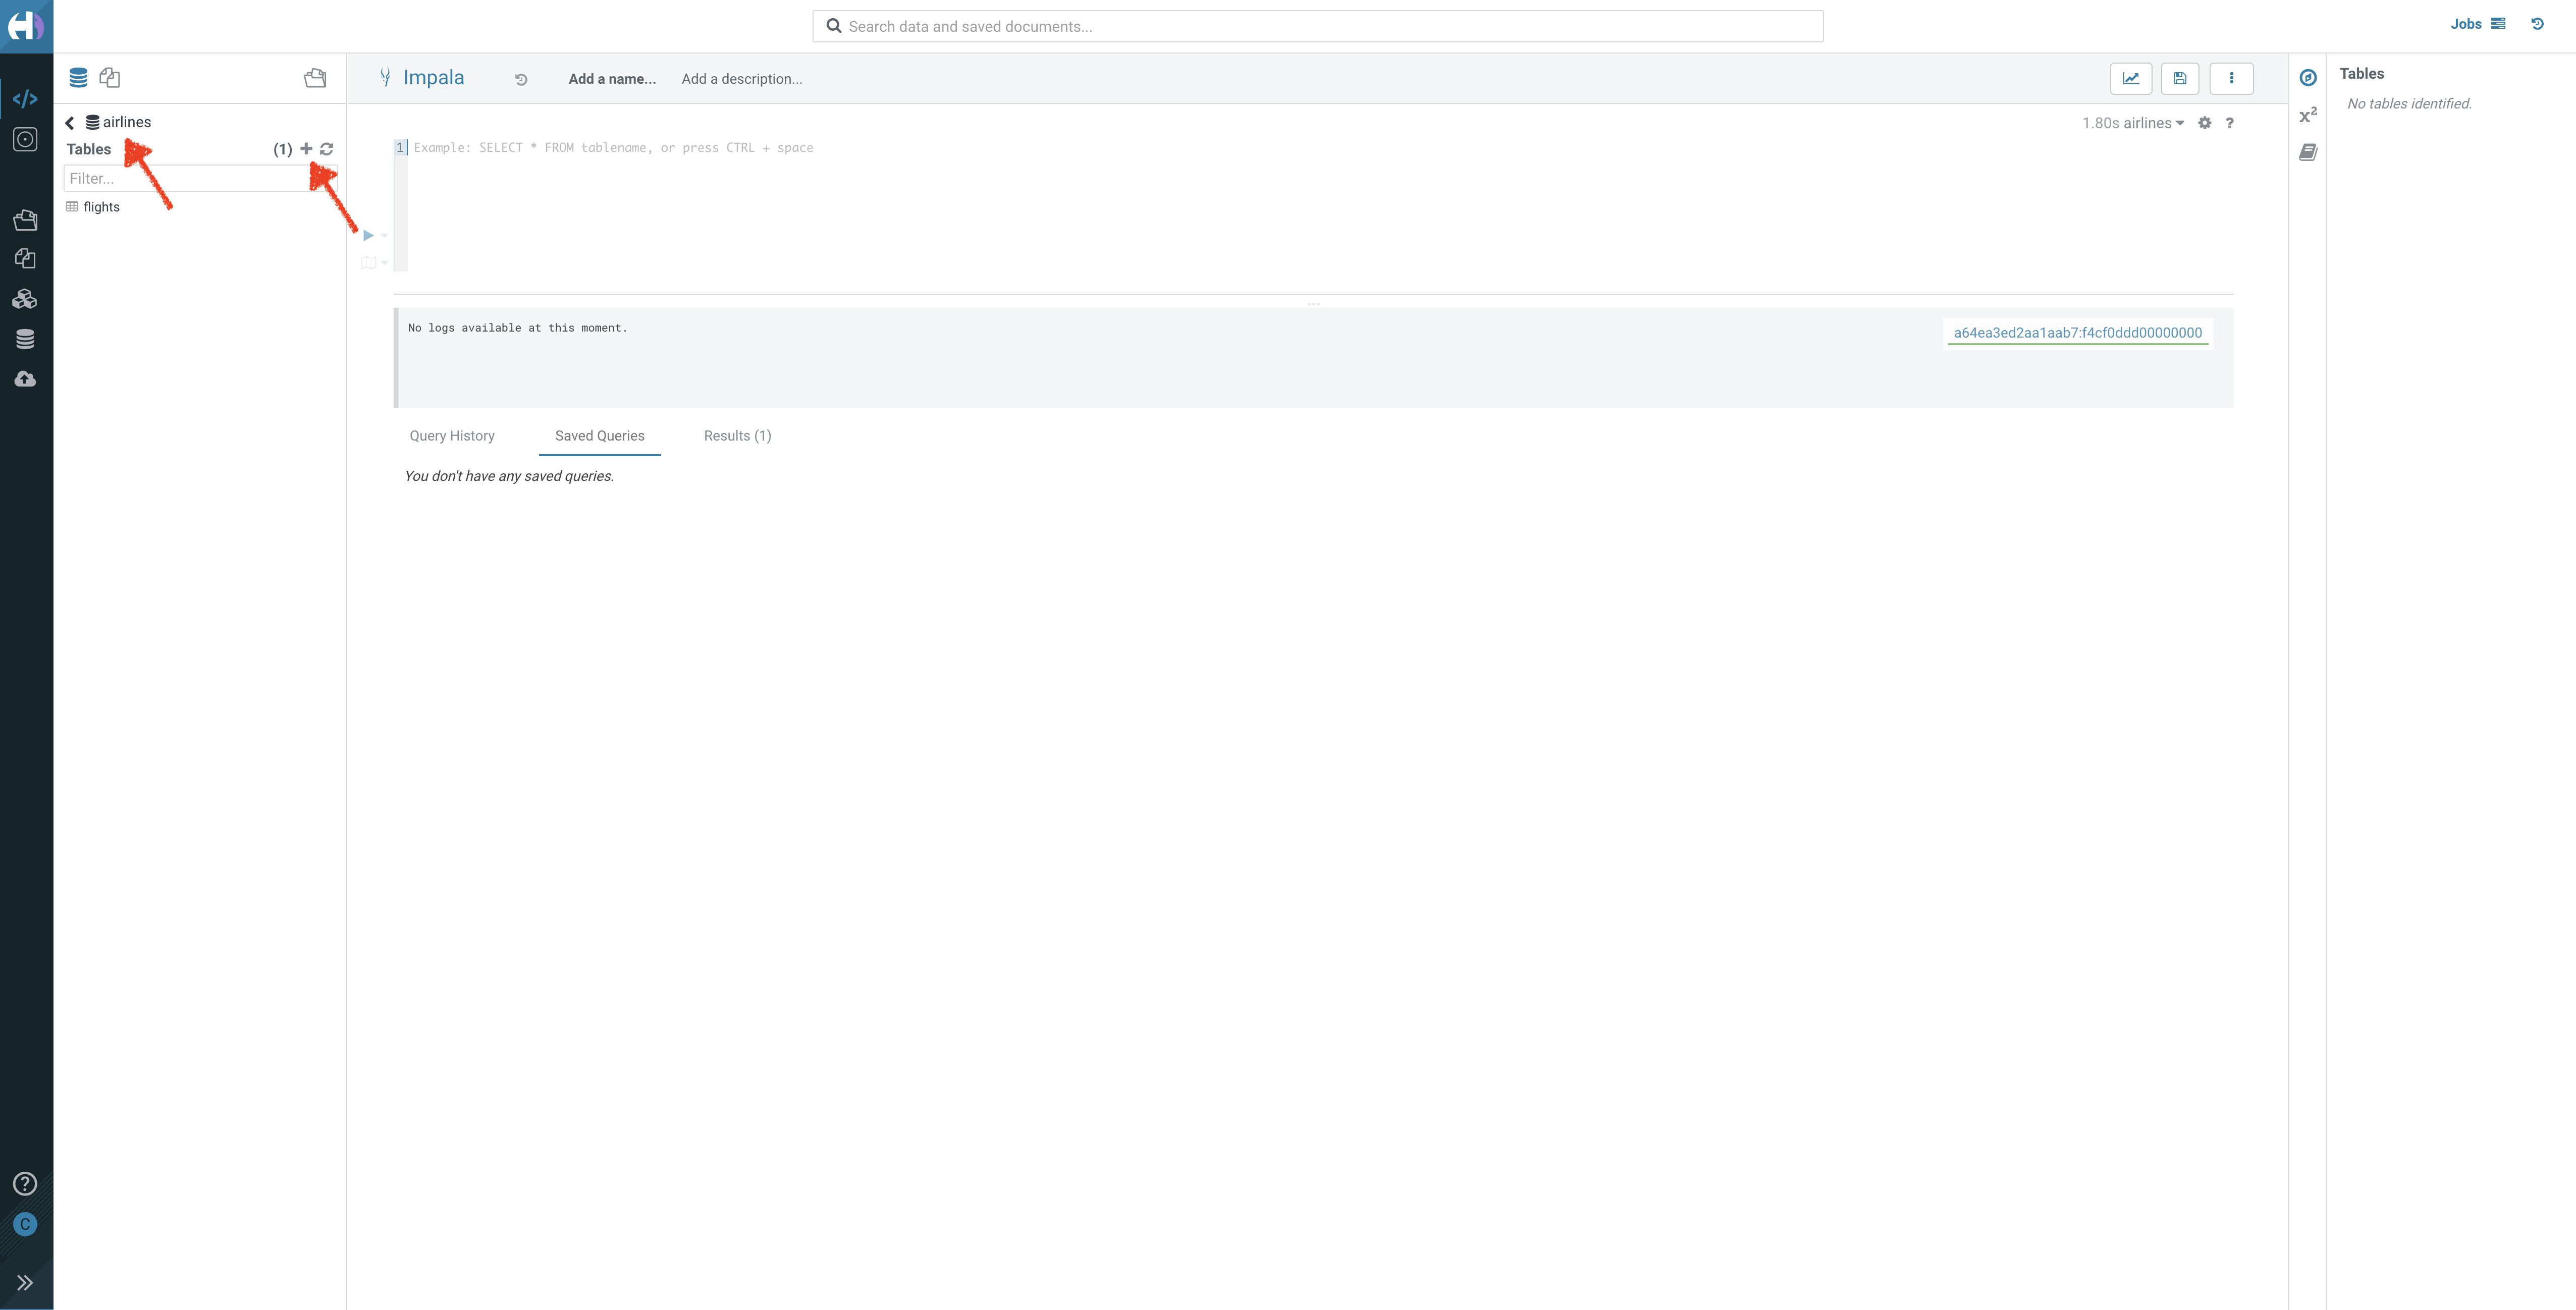 Search data and saved documents...
Jobs
Impala
Add a name...
Add a description...
Tables
No tables identified.
airlines
Tables
(1)
Filter...
flights
1.80s airlines
?
x2
1
Example: SELECT * FROM tablename, or press CTRL + space
No logs available at this moment.
a64ea3ed2aa1aab7:f4cf0ddd00000000
Query History
Saved Queries
Results (1)
You don't have any saved queries.
?
C